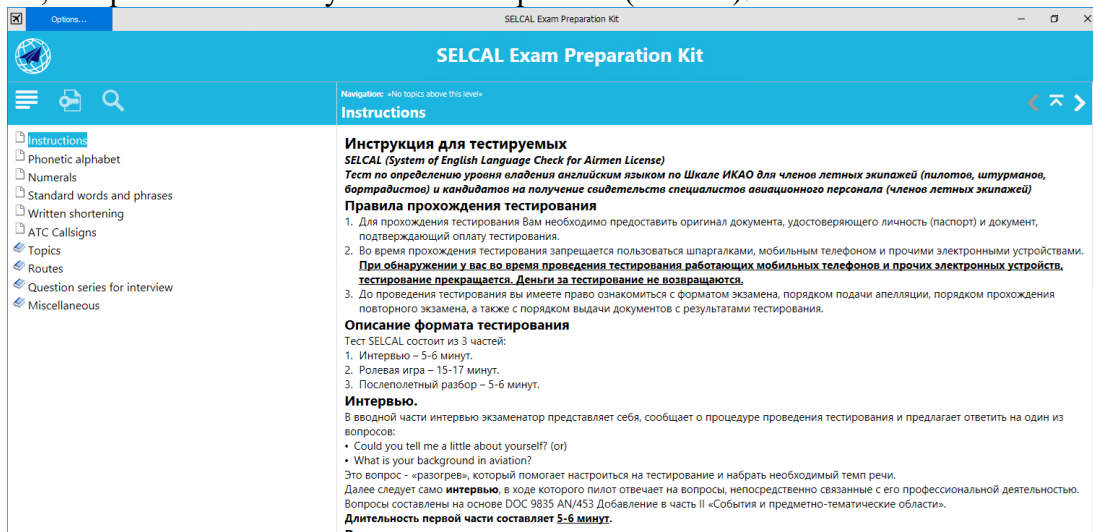 Options...
SELCAL Exam Preparation Kit
SELCAL Exam Preparation Kit
Navigation: »No topics above this level«
Instructions
Instructions
Phonetic alphabet
Numerals
Standard words and phrases
Written shortening
ATC Callsigns
Topics
Routes
Question series for interview
Miscellaneous
Инструкция для тестируемых
SELCAL (System of English Language Check for Airmen License)
Тест по определению уровня владения английским языком по Шкале ИКАО для членов летных экипажей (пилотов, штурманов,
бортрадистов) и кандидатов на получение свидетельств специалистов авиационного персонала (членов летных экипажей)
Правила прохождения тестирования
1. Для прохождения тестирования Вам необходимо предоставить оригинал документа, удостоверяющего личность (паспорт) и документ,
подтверждающий оплату тестирования.
2. Во время прохождения тестирования запрещается пользоваться шпаргалками, мобильным телефоном и прочими электронными устройствами.
При обнаружении у вас во время проведения тестирования работающих мобильных телефонов и прочих электронных устройств,
тестирование прекращается. Деньги за тестирование не возвращаются.
3. До проведения тестирования вы имеете право ознакомиться с форматом экзамена, порядком подачи апелляции, порядком прохождения
повторного экзамена, а также с порядком выдачи документов с результатами тестирования.
Описание формата тестирования
Тест SELCAL состоит из 3 частей:
1. Интервью – 5-6 минут.
2. Ролевая игра – 15-17 минут.
3. Послеполетный разбор – 5-6 минут.
Интервью.
В вводной части интервью экзаменатор представляет себя, сообщает о процедуре проведения тестирования и предлагает ответить на один из
вопросов:
• Could you tell me a little about yourself? (or)
• What is your background in aviation?
Это вопрос - «разогрев», который помогает настроиться на тестирование и набрать необходимый темп речи.
Далее следует само интервью, в ходе которого пилот отвечает на вопросы, непосредственно связанные с его профессиональной деятельностью.
Вопросы составлены на основе DOC 9835 AN/453 Добавление в часть II «События и предметно-тематические области».
Длительность первой части составляет 5-6 минут.